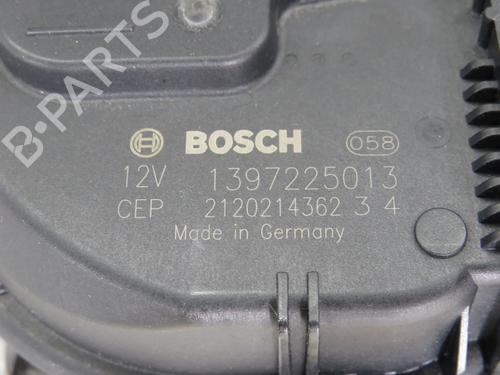 B-PARTS
BOSCH 058
12V 1397225013
CEP 2120214362 3 4
Made in Germany